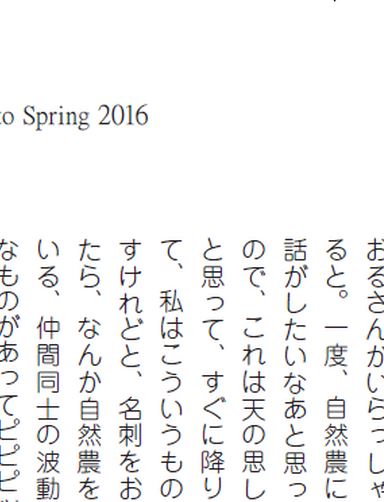 to Spring 2016
おるさんがいらっしゃ
ると。一度、自然農に
話がしたいなあと思っ
ので、これは天の思し
と思って、すぐに降り
て、私はこういうもの
すけれどと、名刺をお
たら、なんか自然農を
いる、仲間同士の波動
なものがあってピピピ